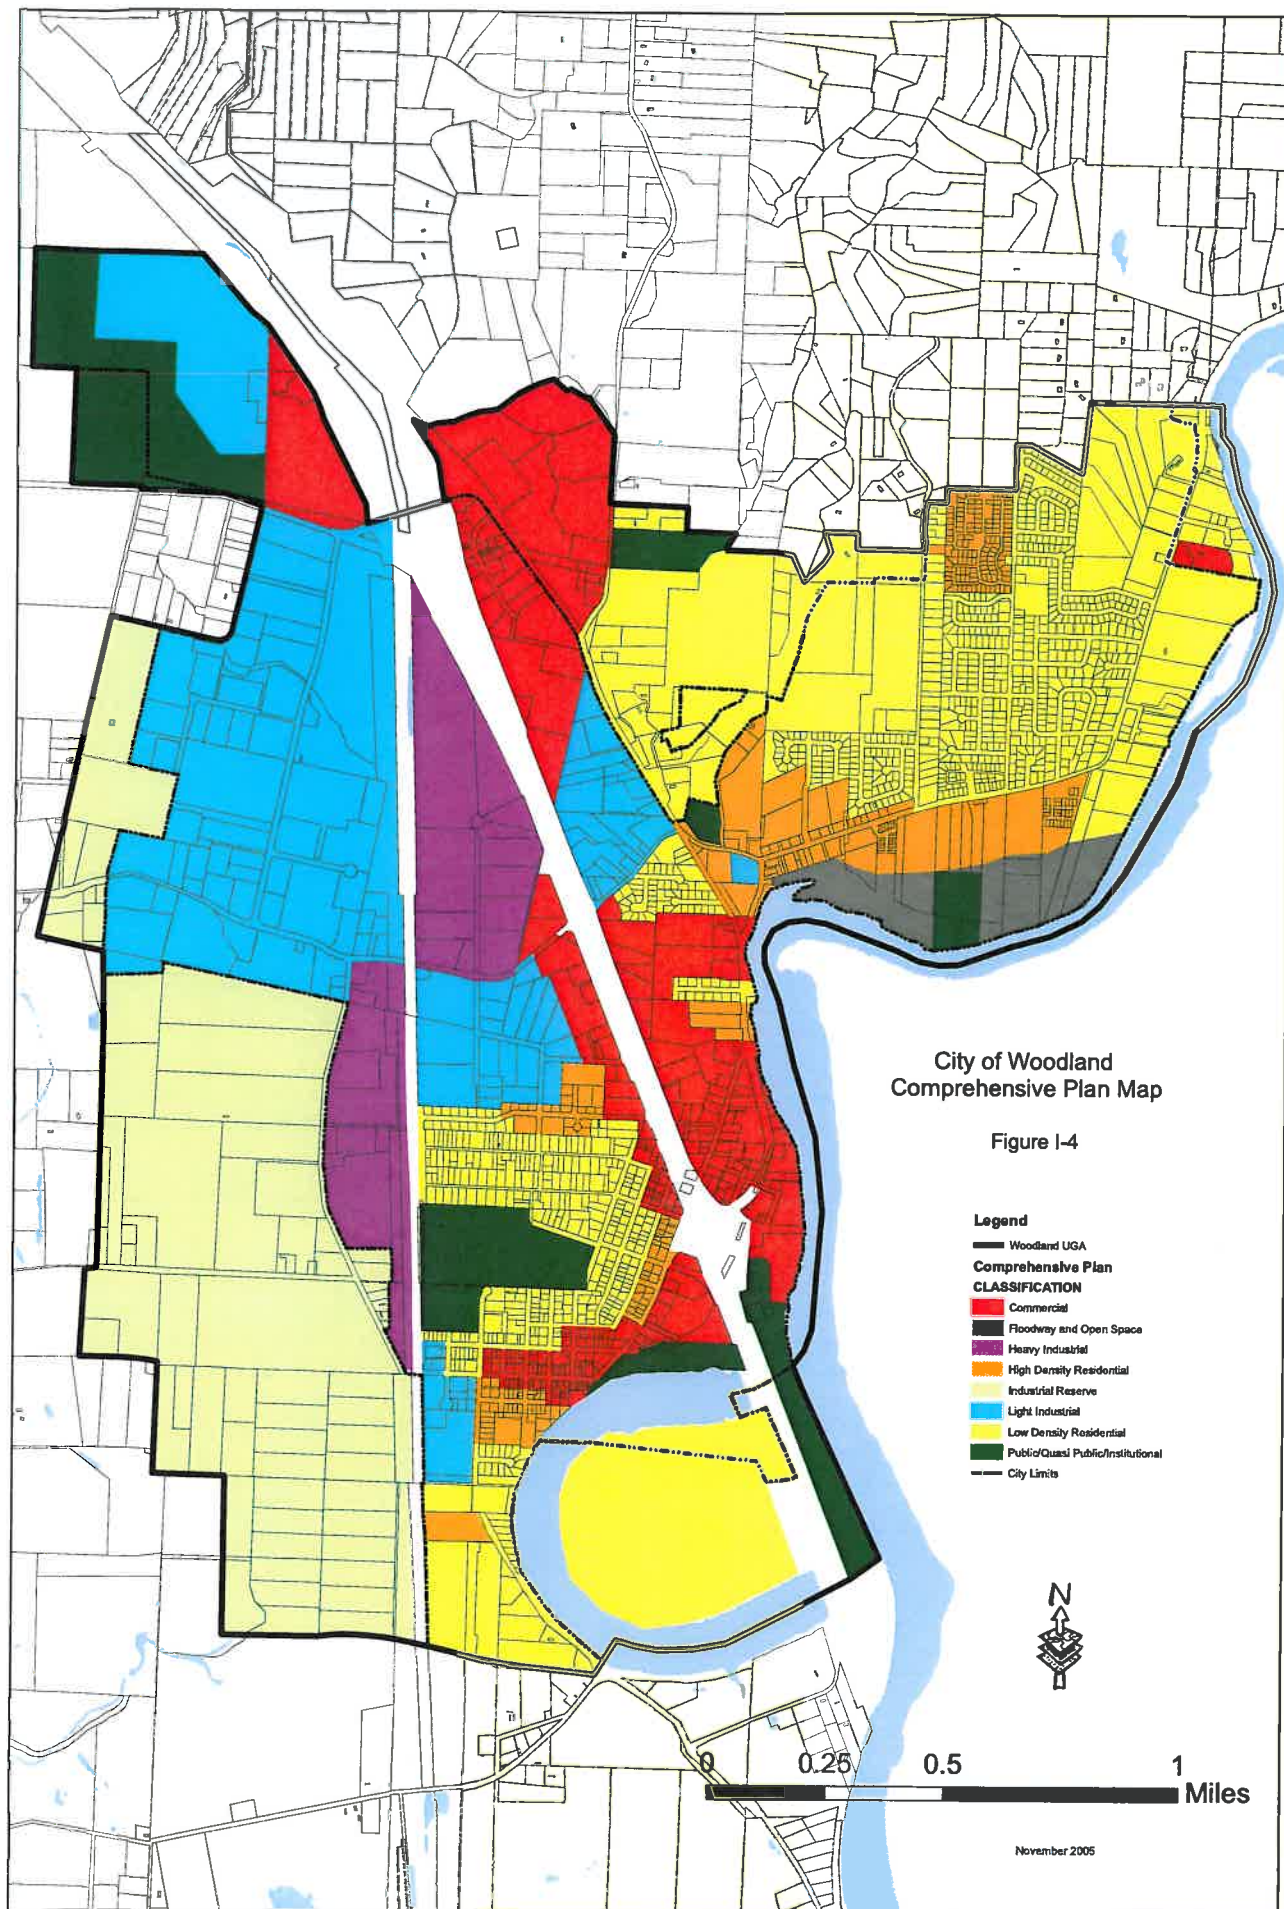 City of Woodland
Comprehensive Plan Map
Figure I-4
Legend
Woodland UGA
Comprehensive Plan
CLASSIFICATION
Commercial
Floodway and Open Space
Heavy Industrial
High Density Residential
Industrial Reserve
Light Industrial
Low Density Residential
Public/Quasi Public/Institutional
City Limits
N
0 0.25 0.5 1
Miles
November 2005